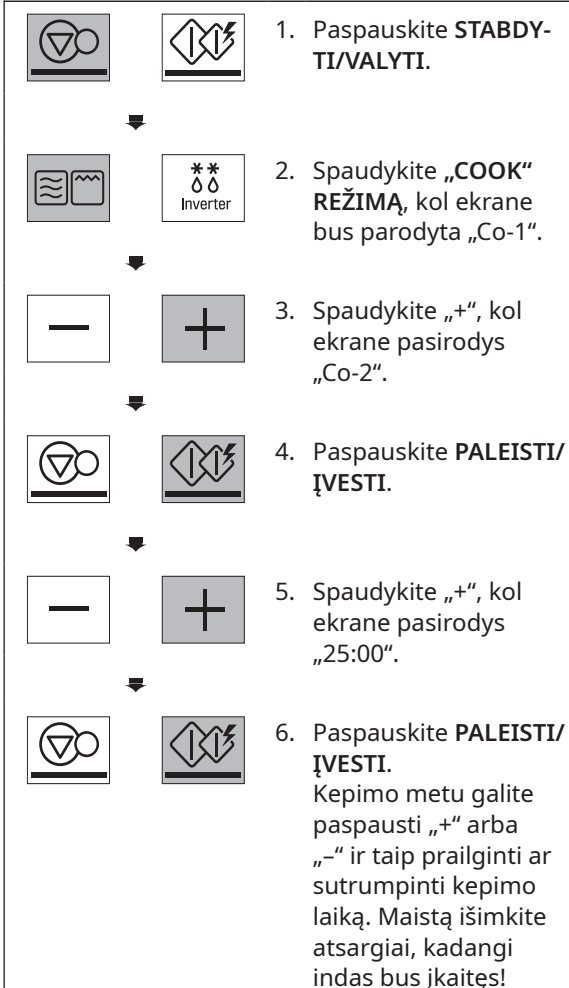 1. Paspauskite STABDY-
TI/VALYTI.
Inverter
2. Spaudykite „COOK“
REŽIMĄ, kol ekrane
bus parodyta „Co-1“.
3. Spaudykite „+“, kol
ekrane pasirodys
„Co-2“.
4. Paspauskite PALEISTI/
ĮVESTI.
5. Spaudykite „+“, kol
ekrane pasirodys
„25:00“.
6. Paspauskite PALEISTI/
ĮVESTI.
Kepimo metu galite
paspausti „+“ arba
„–“ ir taip prailginti ar
sutrumpinti kepimo
laiką. Maistą išimkite
atsargiai, kadangi
indas bus įkaitęs!